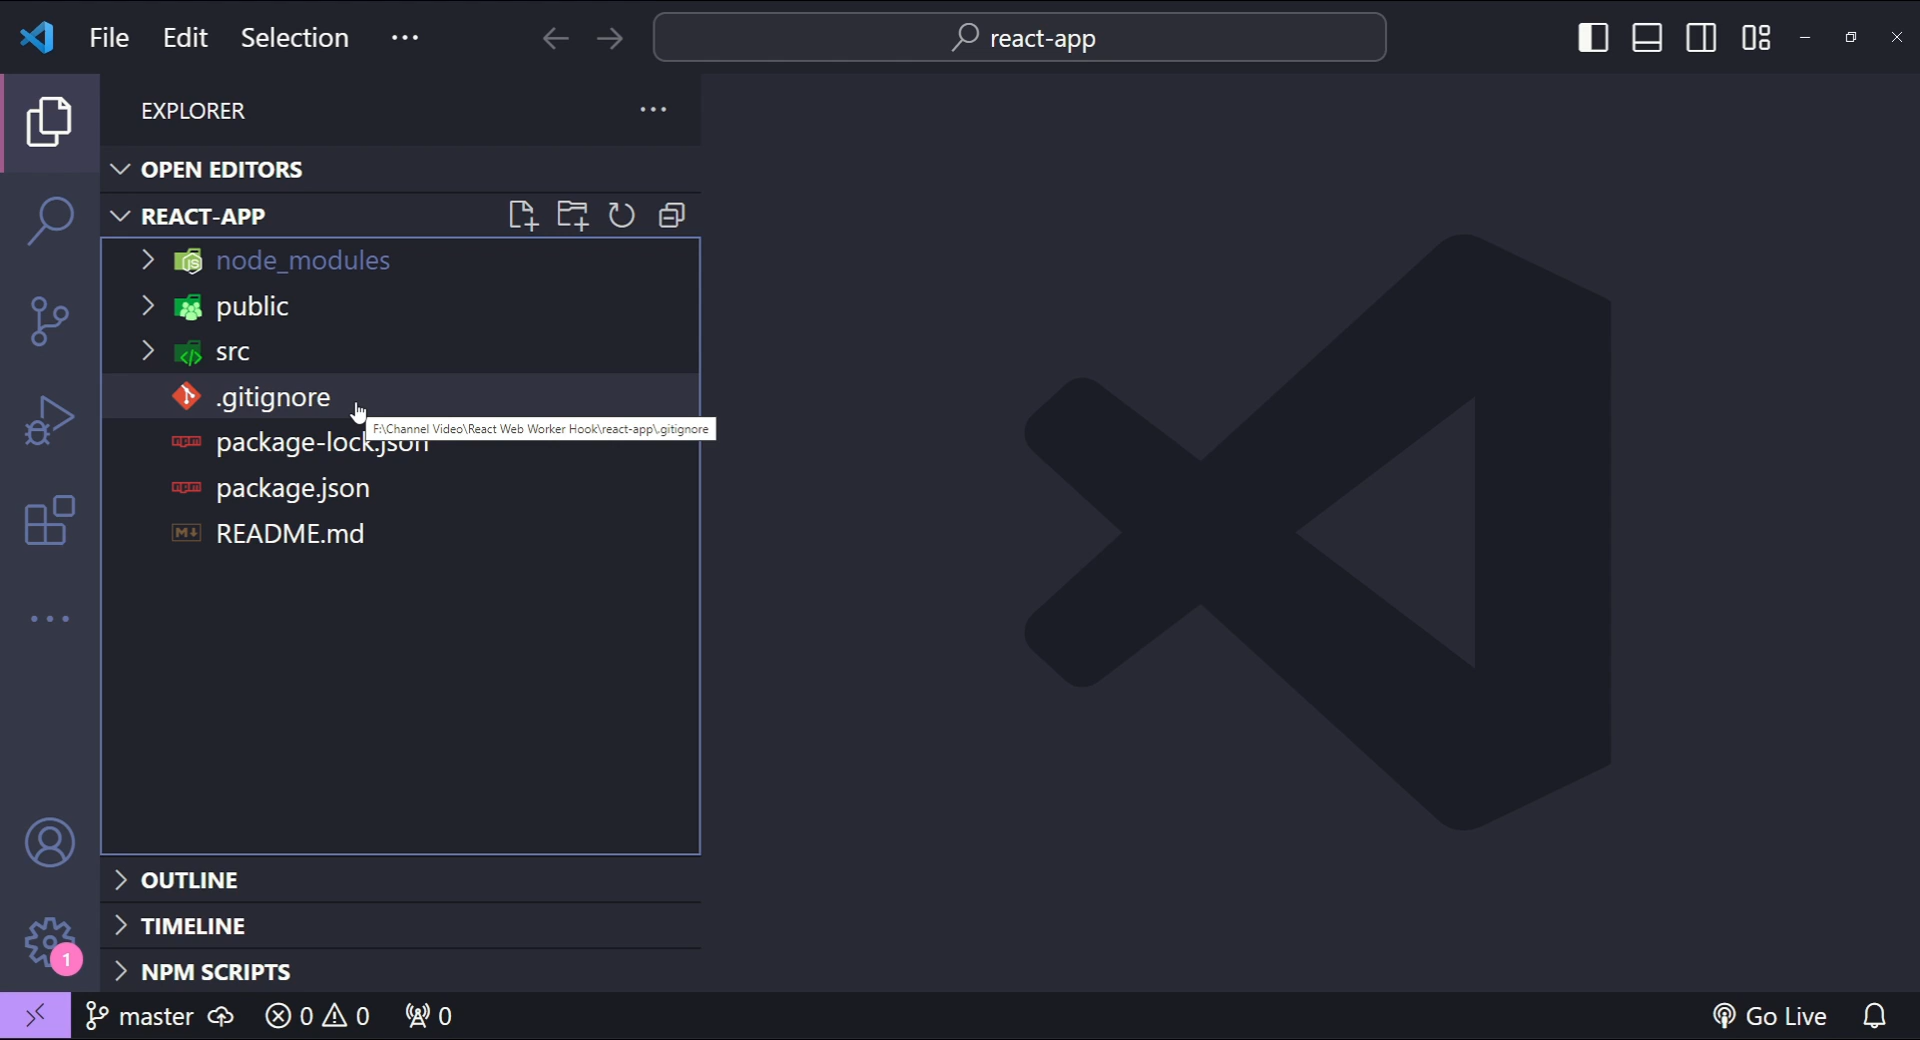 File Edit Selection ···
react-app
EXPLORER
OPEN EDITORS
REACT-APP
node_modules
public
src
.gitignore
F:\Channel Video\React Web Worker Hook\react-app\.gitignore
package-lock.json
package.json
README.md
OUTLINE
TIMELINE
1
NPM SCRIPTS
master 0 0 0 Go Live